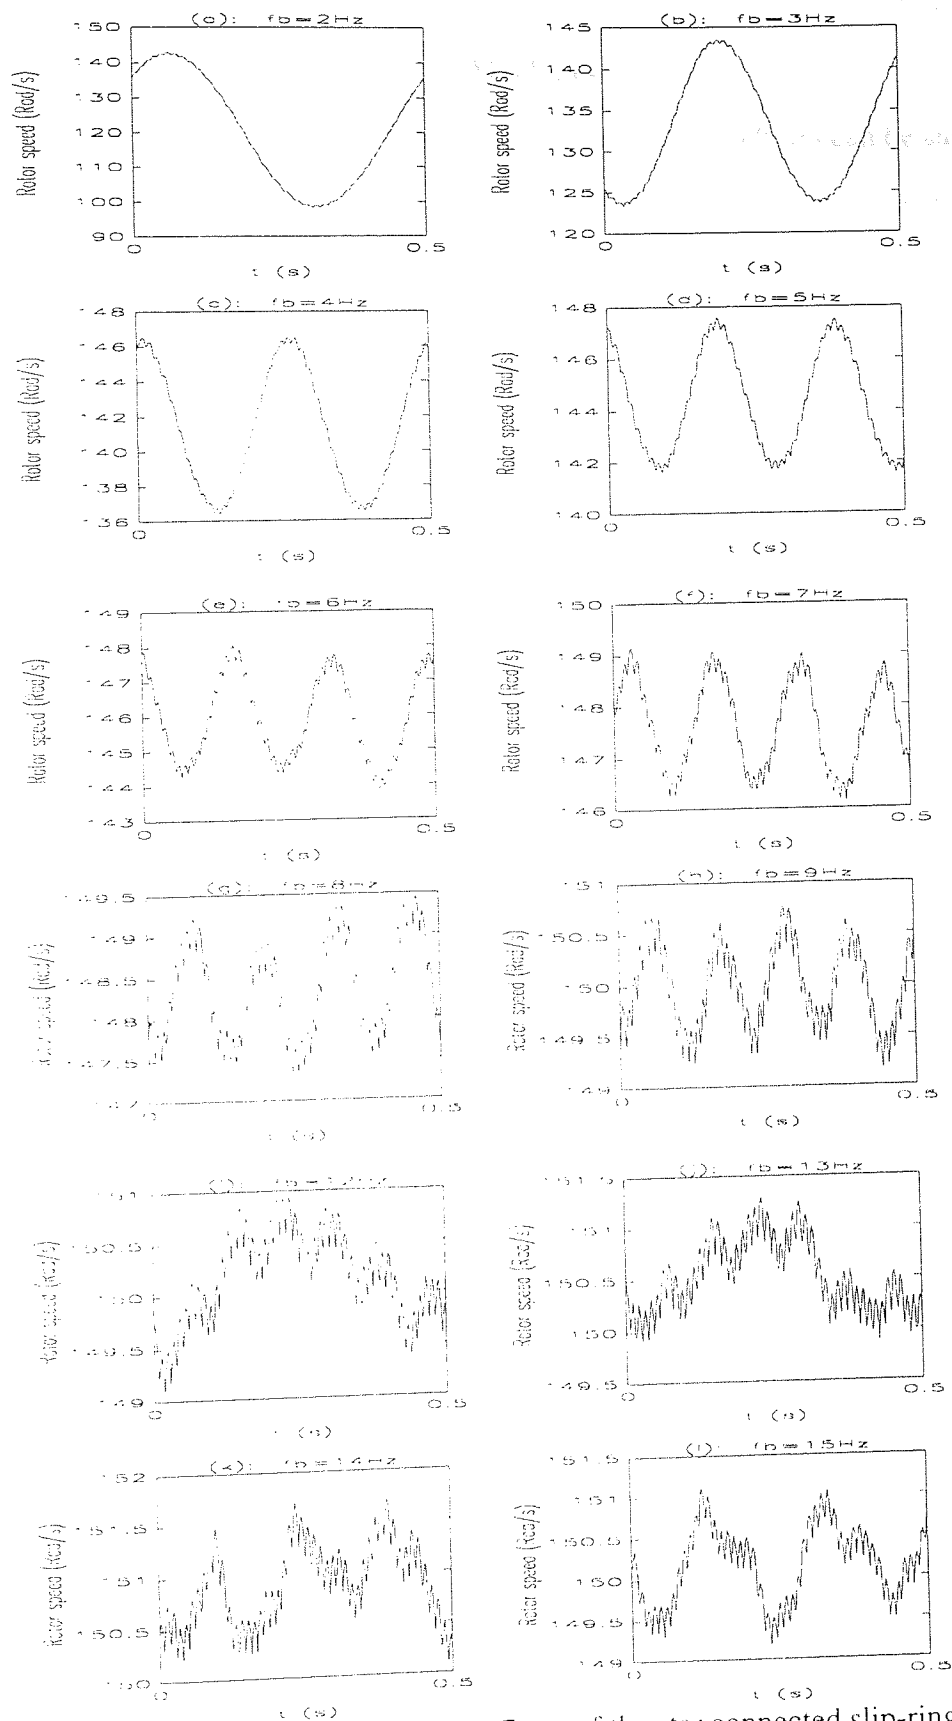 (a): fb=2Hz
150
140
130
120
110
100
90
Rotor speed (Rad/s)
0
0.5
t (s)
(b): fb=3Hz
145
140
135
130
125
120
Rotor speed (Rad/s)
0
0.5
t (s)
(c): fb=4Hz
148
146
144
142
140
138
136
Rotor speed (Rad/s)
0
0.5
t (s)
(d): fb=5Hz
148
146
144
142
140
Rotor speed (Rad/s)
0
0.5
t (s)
(e): fb=6Hz
149
148
147
146
145
144
143
Rotor speed (Rad/s)
0
0.5
t (s)
(f): fb=7Hz
150
149
148
147
146
Rotor speed (Rad/s)
0
0.5
t (s)
(g): fb=8Hz
149.5
149
148.5
148
147.5
147
Rotor speed (Rad/s)
0
0.5
t (s)
(h): fb=9Hz
151
150.5
150
149.5
149
Rotor speed (Rad/s)
0
0.5
t (s)
(i): fb=12Hz
151
150.5
150
149.5
149
Rotor speed (Rad/s)
0
0.5
t (s)
(j): fb=13Hz
151.5
151
150.5
150
149.5
Rotor speed (Rad/s)
0
0.5
t (s)
(k): fb=14Hz
152
151.5
151
150.5
150
Rotor speed (Rad/s)
0
0.5
t (s)
(l): fb=15Hz
151.5
151
150.5
150
149.5
149
Rotor speed (Rad/s)
0
0.5
t (s)
connected slip-ring